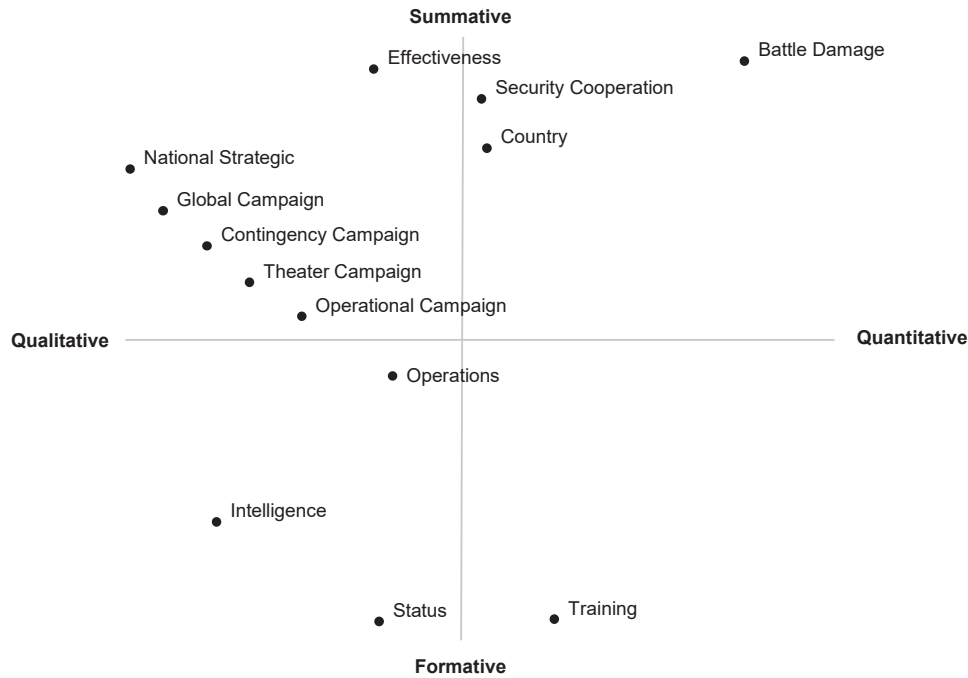 Summative
Effectiveness
Battle Damage
Security Cooperation
Country
National Strategic
Global Campaign
Contingency Campaign
Theater Campaign
Operational Campaign
Qualitative
Quantitative
Operations
Intelligence
Status
Training
Formative